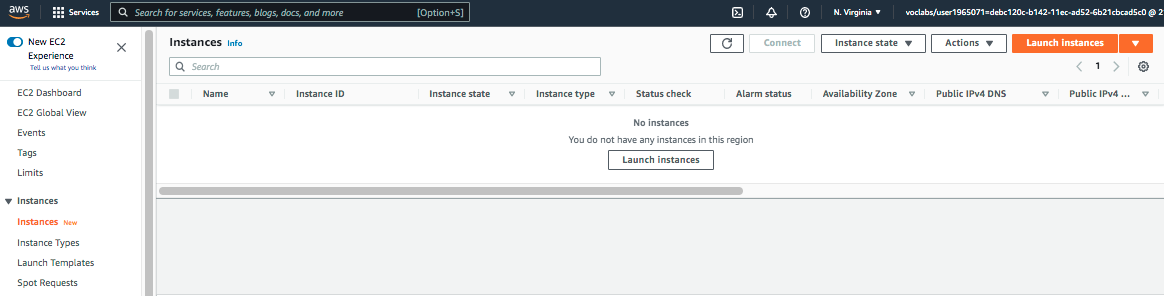 aws
Services
Search for services, features, blogs, docs, and more
[Option+S]
N. Virginia
voclabs/user1965071=debc120c-b142-11ec-ad52-6b21cbcad5c0 @ 2
New EC2
Experience
Tell us what you think
EC2 Dashboard
EC2 Global View
Events
Tags
Limits
Instances
Instances New
Instance Types
Launch Templates
Spot Requests
Instances Info
Connect
Instance state
Actions
Launch instances
Search
1
Name
Instance ID
Instance state
Instance type
Status check
Alarm status
Availability Zone
Public IPv4 DNS
Public IPv4 ...
No instances
You do not have any instances in this region
Launch instances